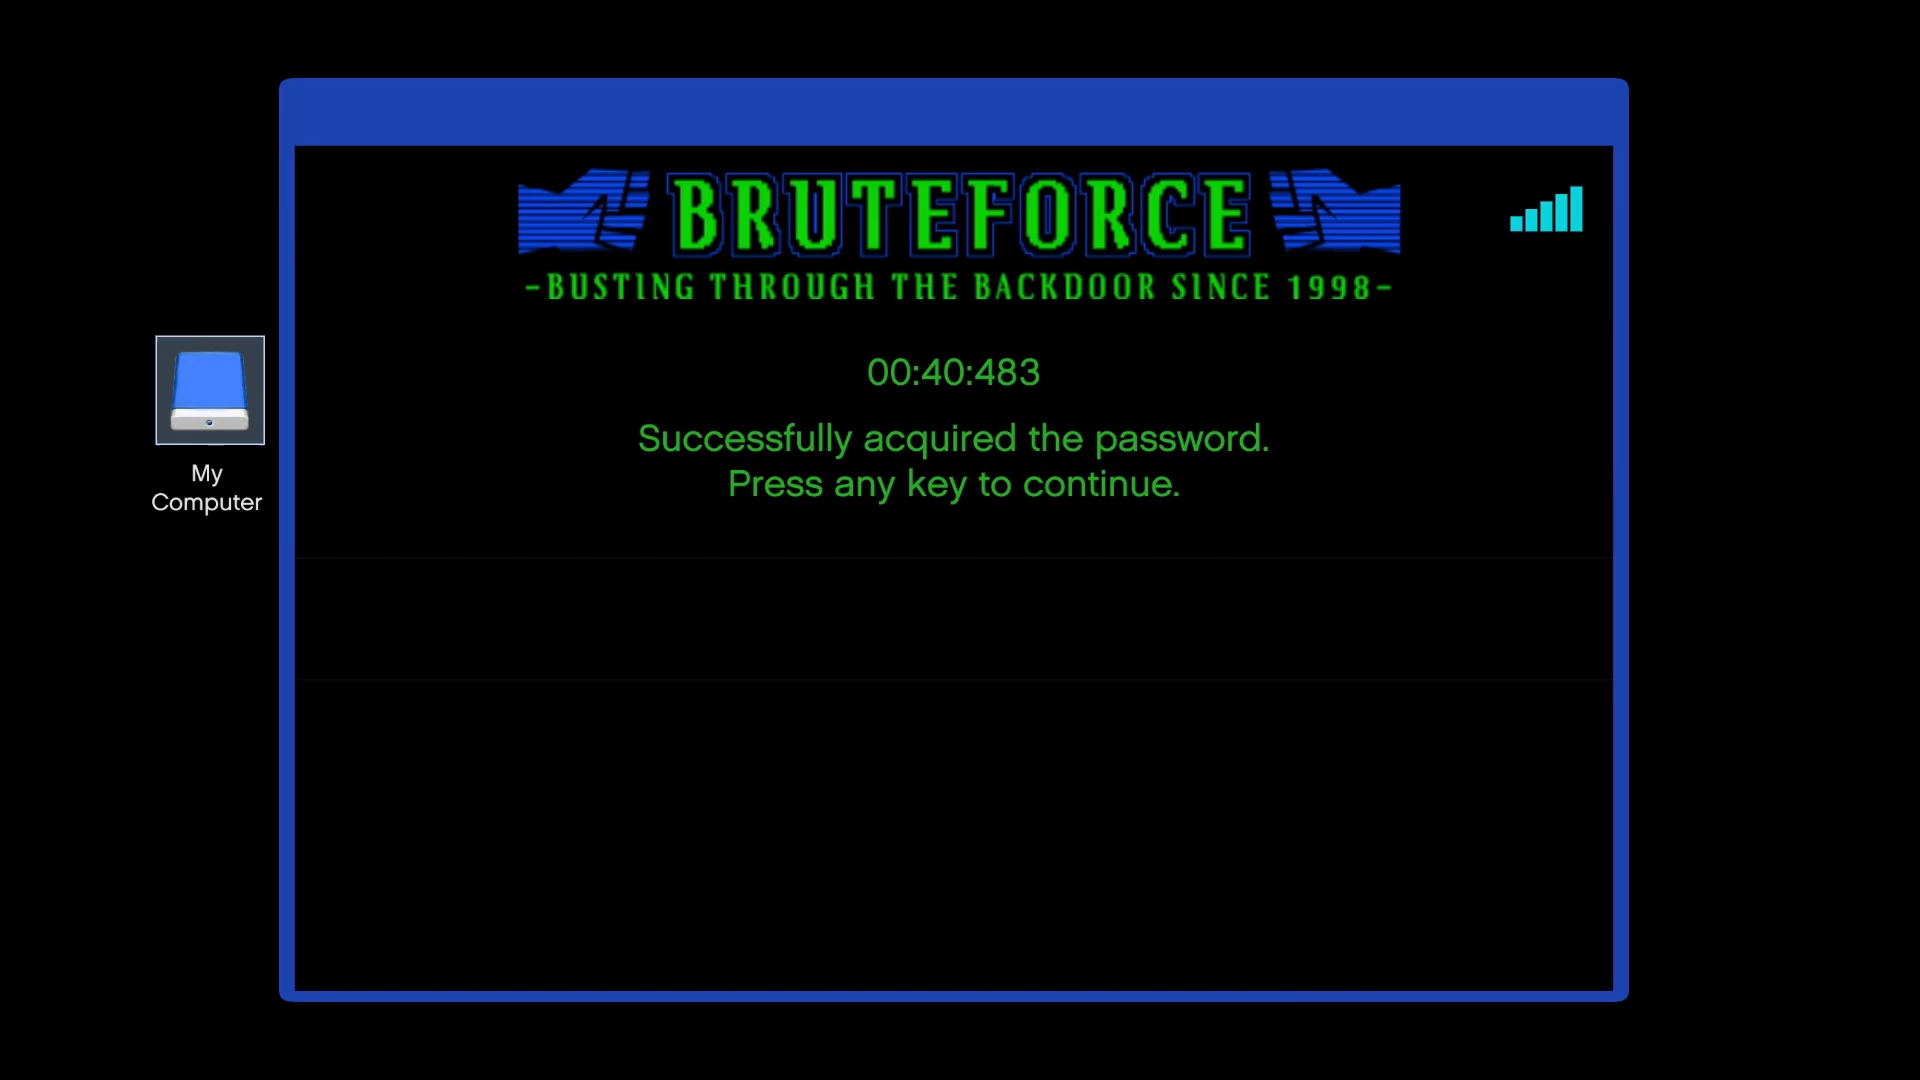 BRUTEFORCE
-BUSTING THROUGH THE BACKDOOR SINCE 1998-
00:40:483
Successfully acquired the password.
Press any key to continue.
My
Computer